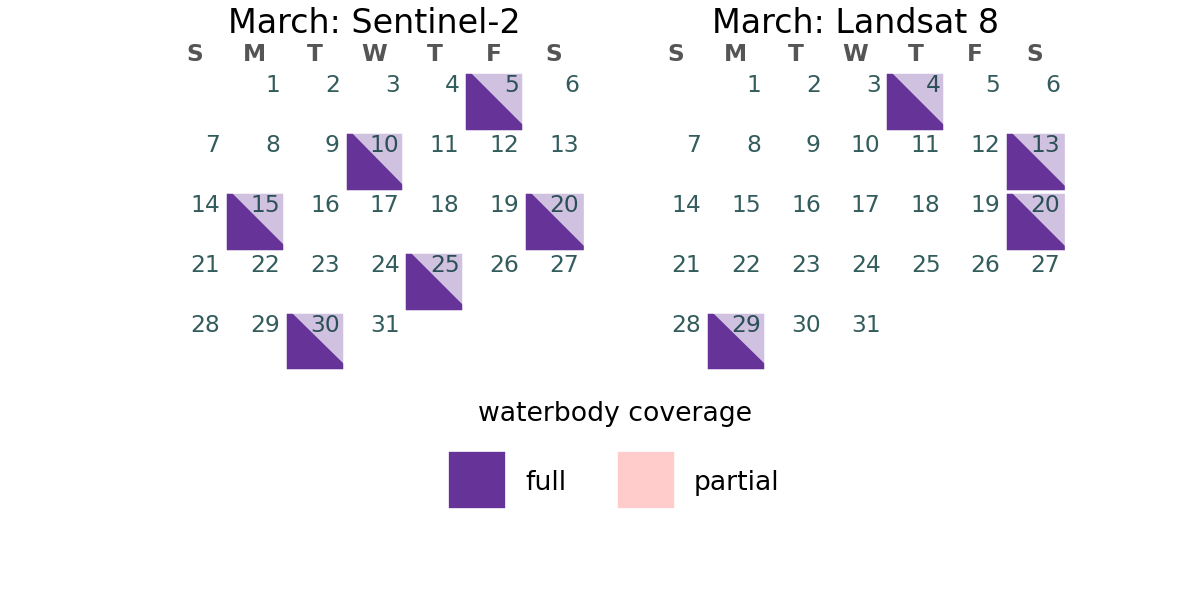 March: Sentinel-2
S M T W T F S
1 2 3 4 5 6
7 8 9 10 11 12 13
14 15 16 17 18 19 20
21 22 23 24 25 26 27
28 29 30 31
March: Landsat 8
S M T W T F S
1 2 3 4 5 6
7 8 9 10 11 12 13
14 15 16 17 18 19 20
21 22 23 24 25 26 27
28 29 30 31
waterbody coverage
full partial